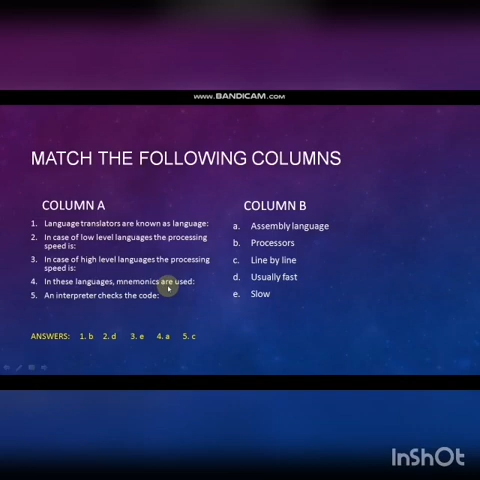 www.BANDICAM.com
MATCH THE FOLLOWING COLUMNS
COLUMN A
1. Language translators are known as language:
2. In case of low level languages the processing
speed is:
3. In case of high level languages the processing
speed is:
4. In these languages, mnemonics are used:
5. An interpreter checks the code:
COLUMN B
a. Assembly language
b. Processors
c. Line by line
d. Usually fast
e. Slow
ANSWERS: 1. b 2. d 3. e 4. a 5. c
InShOt